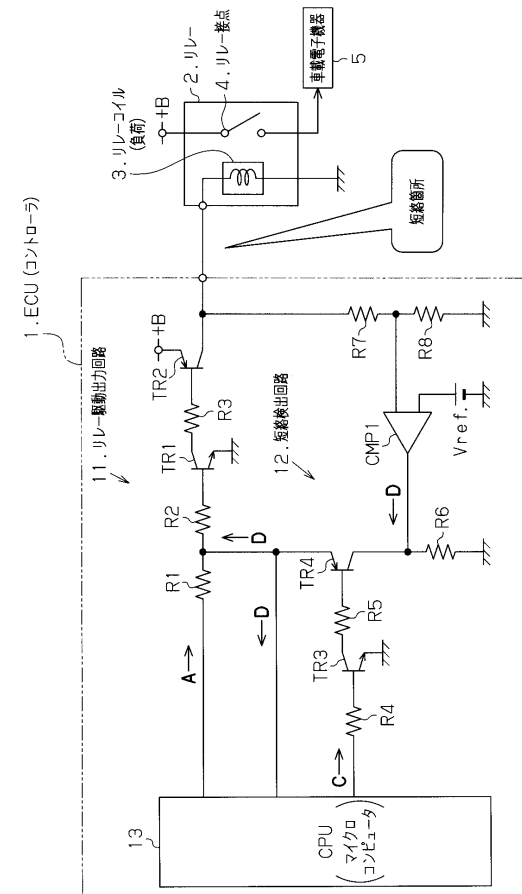 1. ECU (コントローラ)
11. リレー駆動出力回路
3. リレーコイル
(負荷)
+B
2. リレー
4. リレー接点
車載電子機器
5
短絡箇所
+B
TR2
R3
TR1
R2
R1
A
D
D
12. 短絡検出回路
R7
R8
CMP1
Vref.
D
R6
TR4
R5
TR3
R4
C
13
CPU
(マイクロ
コンピュータ)